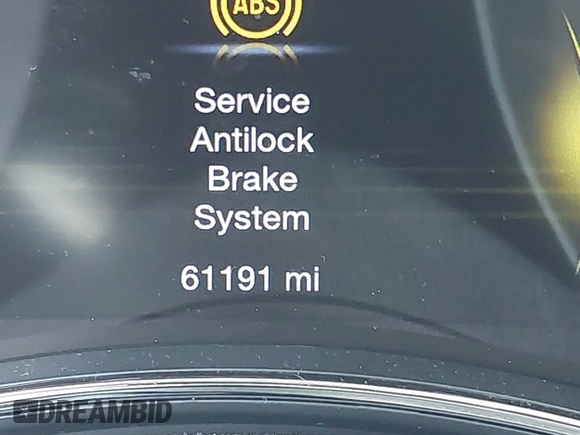 ABS
Service
Antilock
Brake
System
61191 mi
DREAMBID